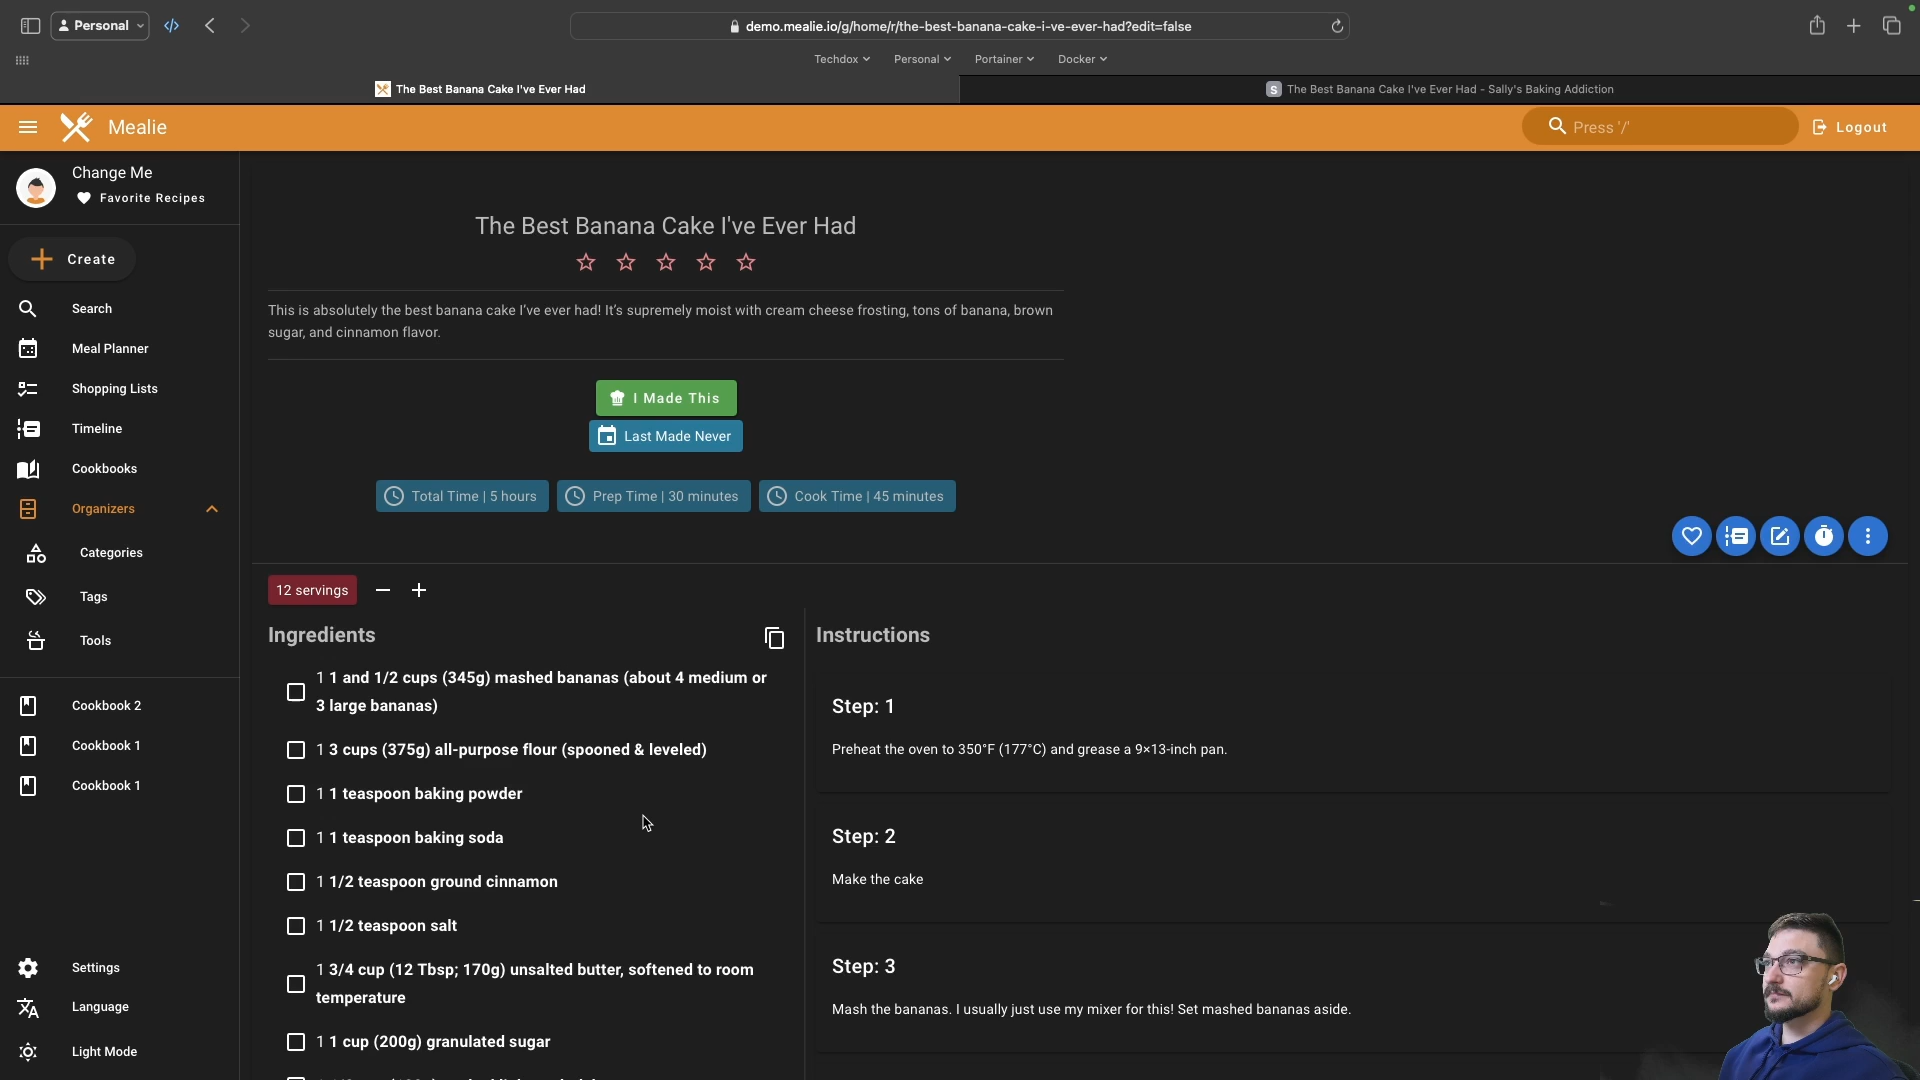 Personal
demo.mealie.io/g/home/r/the-best-banana-cake-i-ve-ever-had?edit=false
Techdox
Personal
Portainer
Docker
The Best Banana Cake I've Ever Had
The Best Banana Cake I've Ever Had - Sally's Baking Addiction
Mealie
Press '/'
Logout
Change Me
Favorite Recipes
Create
Search
Meal Planner
Shopping Lists
Timeline
Cookbooks
Organizers
Categories
Tags
Tools
Cookbook 2
Cookbook 1
Cookbook 1
Settings
Language
Light Mode
The Best Banana Cake I've Ever Had
This is absolutely the best banana cake I've ever had! It's supremely moist with cream cheese frosting, tons of banana, brown
sugar, and cinnamon flavor.
I Made This
Last Made Never
Total Time | 5 hours
Prep Time | 30 minutes
Cook Time | 45 minutes
12 servings
Ingredients
1 1 and 1/2 cups (345g) mashed bananas (about 4 medium or
3 large bananas)
1 3 cups (375g) all-purpose flour (spooned & leveled)
1 1 teaspoon baking powder
1 1 teaspoon baking soda
1 1/2 teaspoon ground cinnamon
1 1/2 teaspoon salt
1 3/4 cup (12 Tbsp; 170g) unsalted butter, softened to room
temperature
1 1 cup (200g) granulated sugar
Instructions
Step: 1
Preheat the oven to 350°F (177°C) and grease a 9×13-inch pan.
Step: 2
Make the cake
Step: 3
Mash the bananas. I usually just use my mixer for this! Set mashed bananas aside.